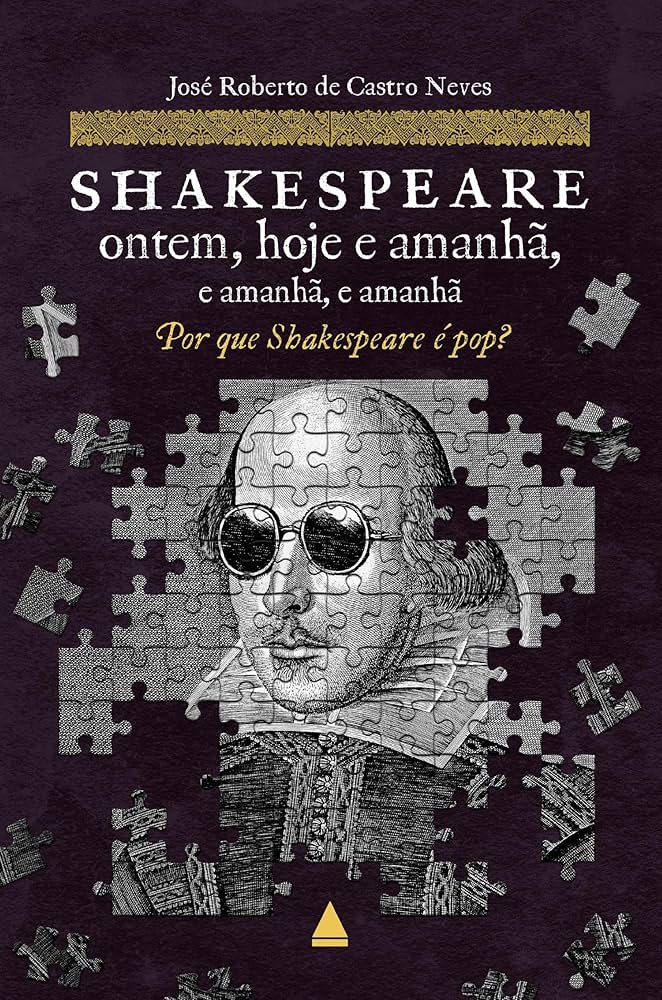 José Roberto de Castro Neves
SHAKESPEARE
ontem, hoje e amanhã,
e amanhã, e amanhã
Por que Shakespeare é pop?